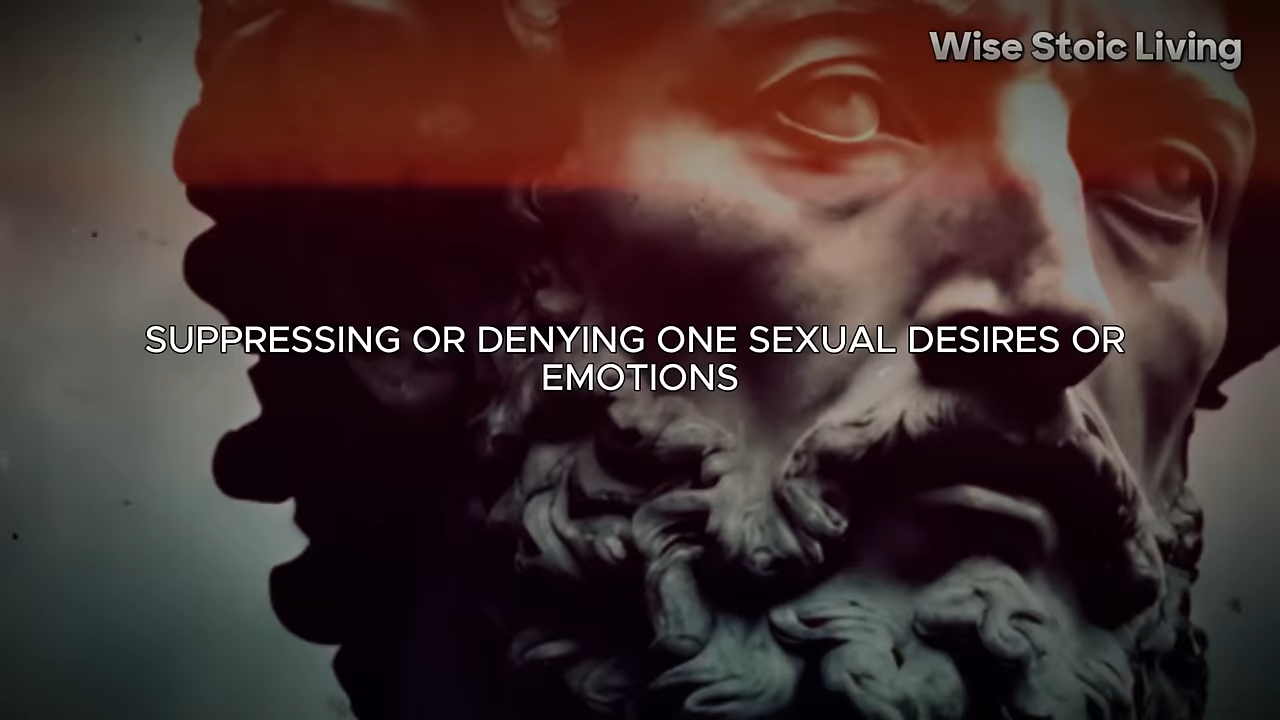 Wise Stoic Living
SUPPRESSING OR DENYING ONE SEXUAL DESIRES OR
EMOTIONS